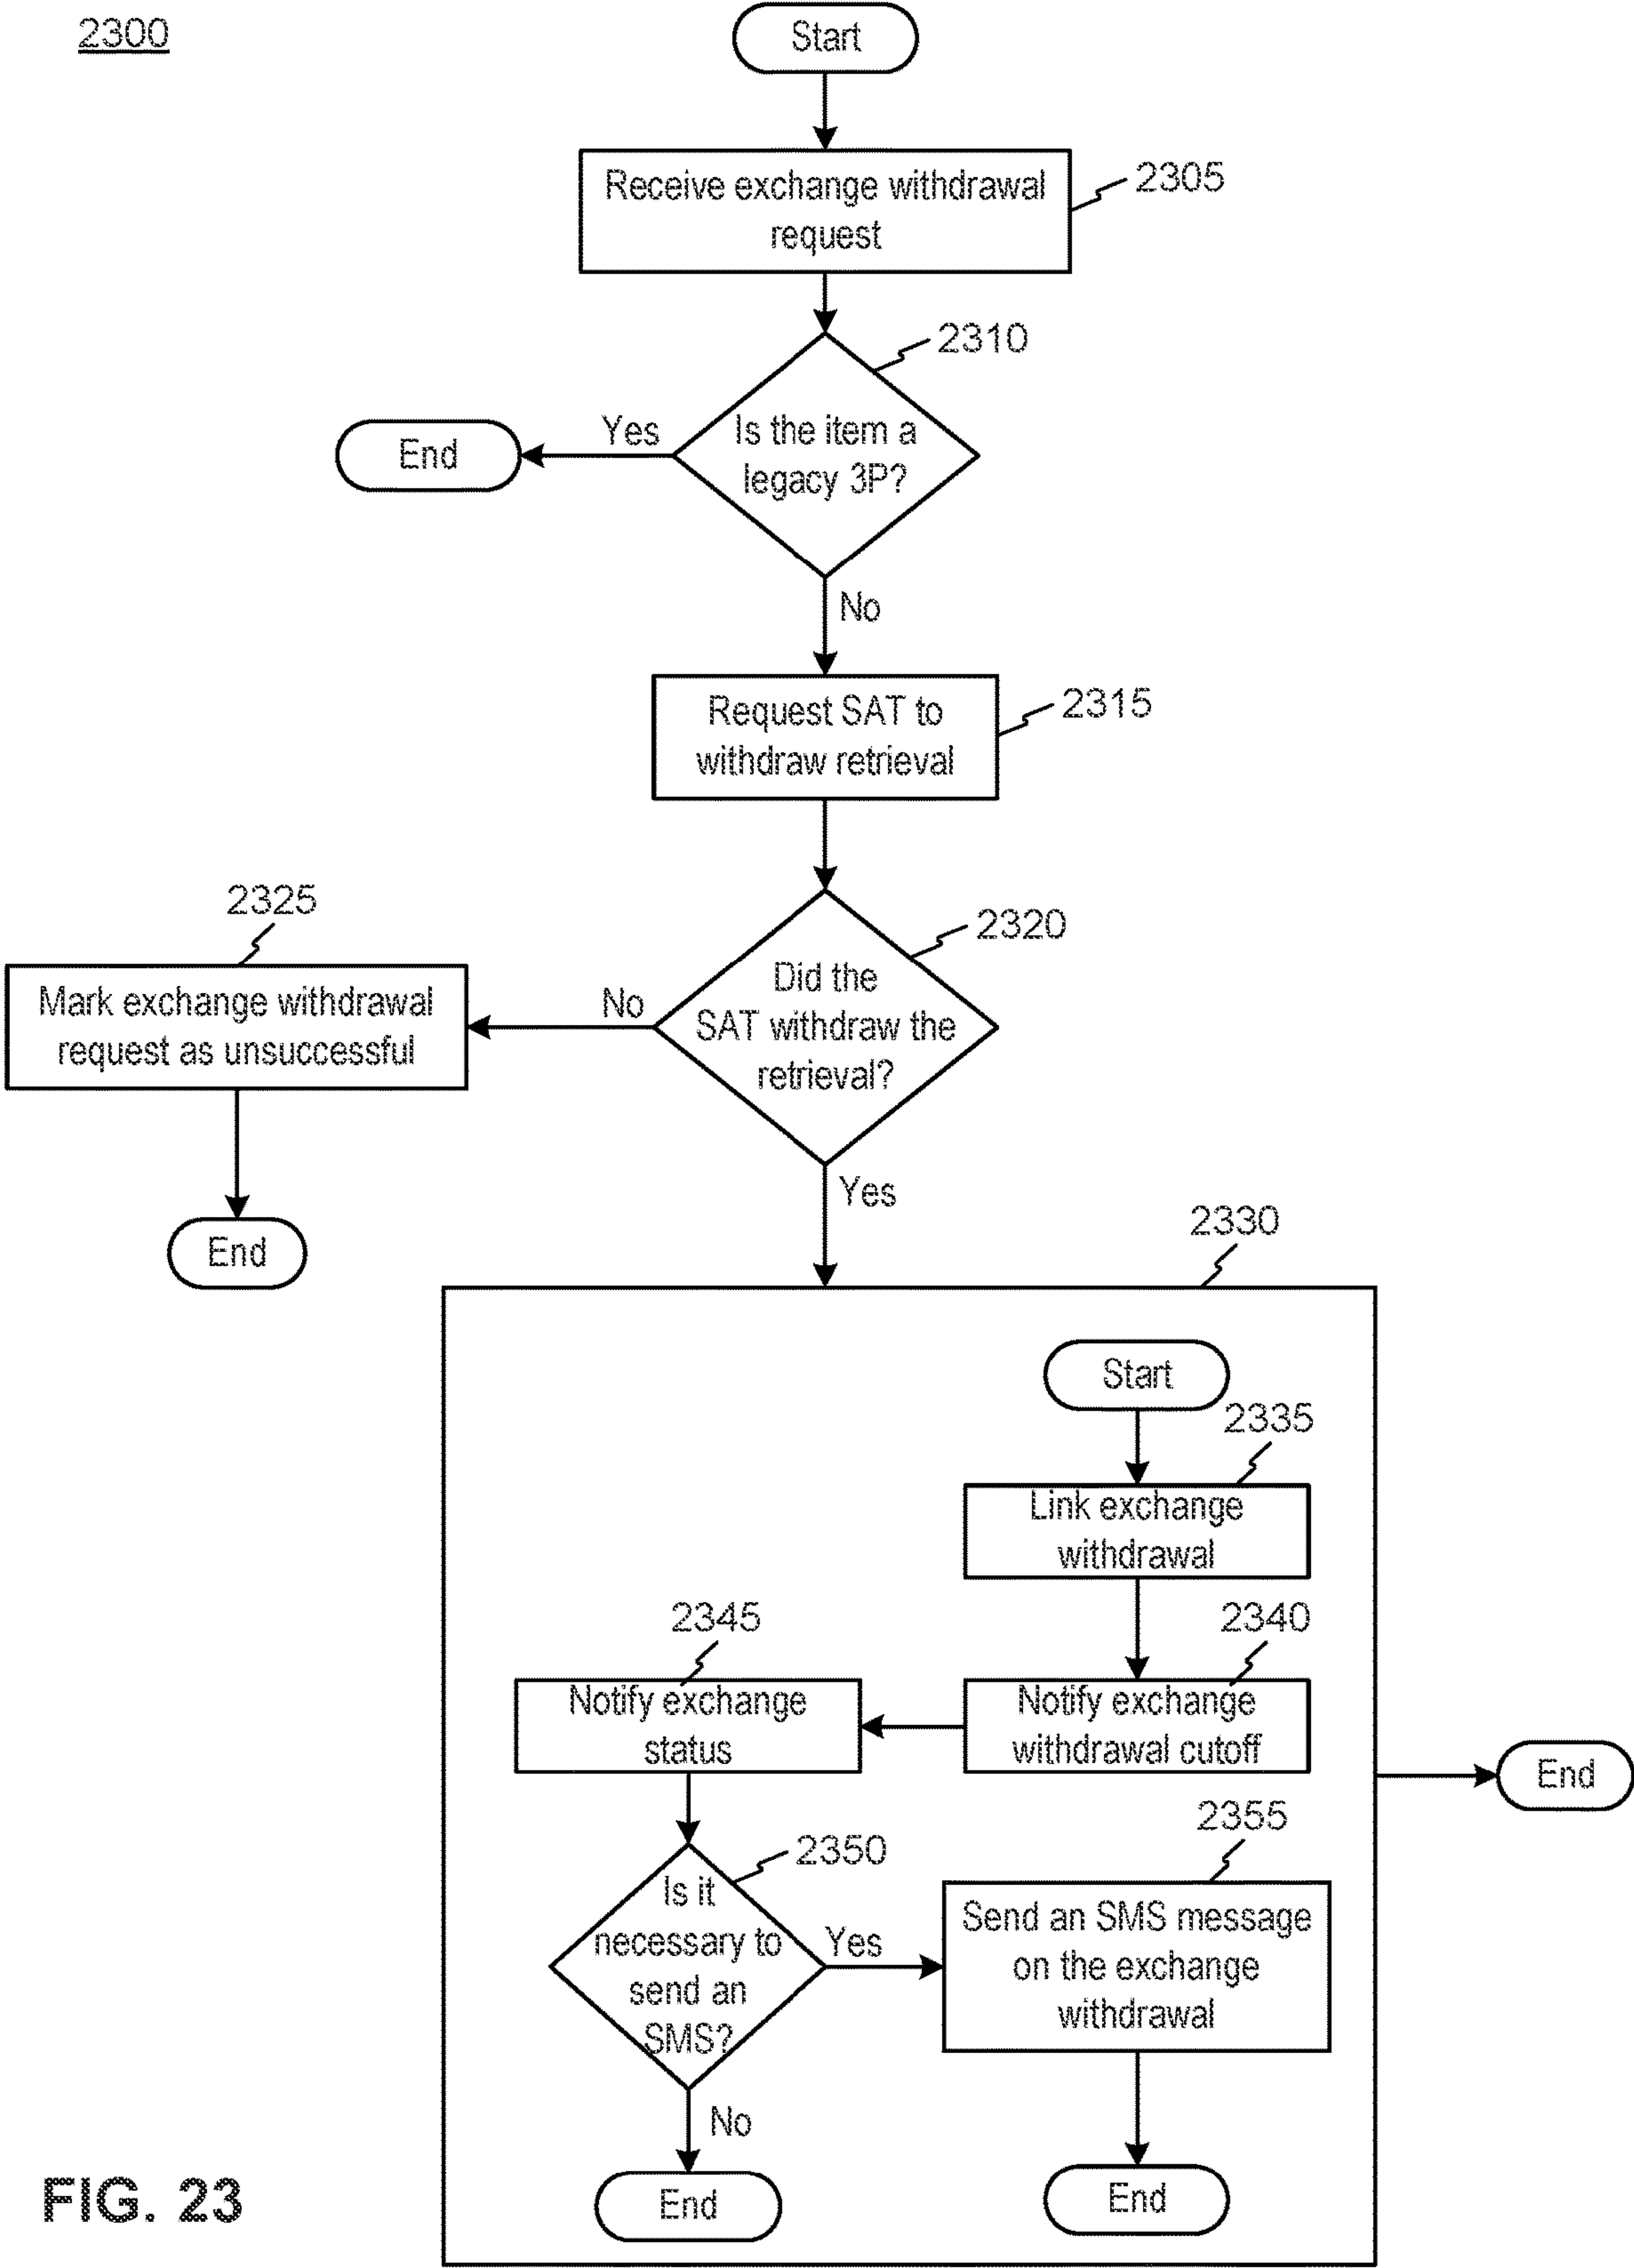 2300
Start
Receive exchange withdrawal
request
2305
2310
Is the item a
legacy 3P?
Yes
End
No
Request SAT to
withdraw retrieval
2315
2320
Did the
SAT withdraw the
retrieval?
No
2325
Mark exchange withdrawal
request as unsuccessful
End
Yes
2330
Start
2335
Link exchange
withdrawal
2340
Notify exchange
withdrawal cutoff
2345
Notify exchange
status
End
2350
Is it
necessary to
send an
SMS?
Yes
2355
Send an SMS message
on the exchange
withdrawal
No
End
End
FIG. 23